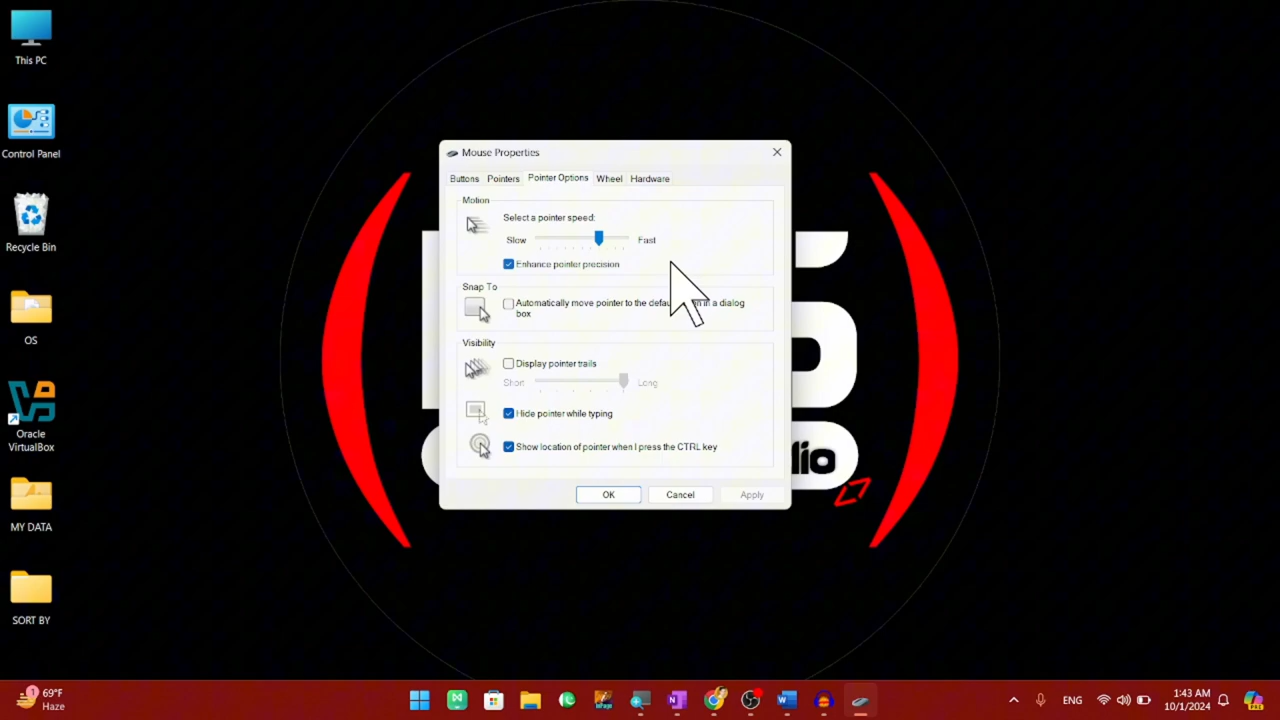 This PC
Control Panel
Recycle Bin
OS
Oracle
VirtualBox
MY DATA
SORT BY
Mouse Properties
Buttons Pointers Pointer Options Wheel Hardware
Motion
Select a pointer speed:
Slow Fast
Enhance pointer precision
Snap To
Automatically move pointer to the in a dialog
box
Visibility
Display pointer trails
Short Long
Hide pointer while typing
Show location of pointer when I press the CTRL key
OK Cancel Apply
1
69°F
Haze
ENG
1:43 AM
10/1/2024